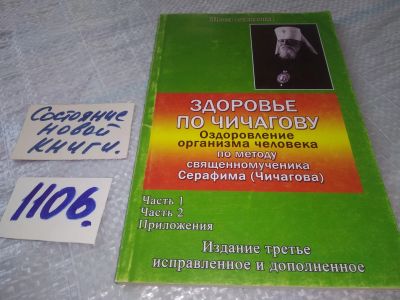 ЗДОРОВЬЕ
ПО ЧИЧАГОВУ
Оздоровление
организма человека
по методу
священномученика
Серафима (Чичагова)
Часть 1
Часть 2
Приложения
Издание третье
исправленное и дополненное
Состояние
новой
книги.
1106.